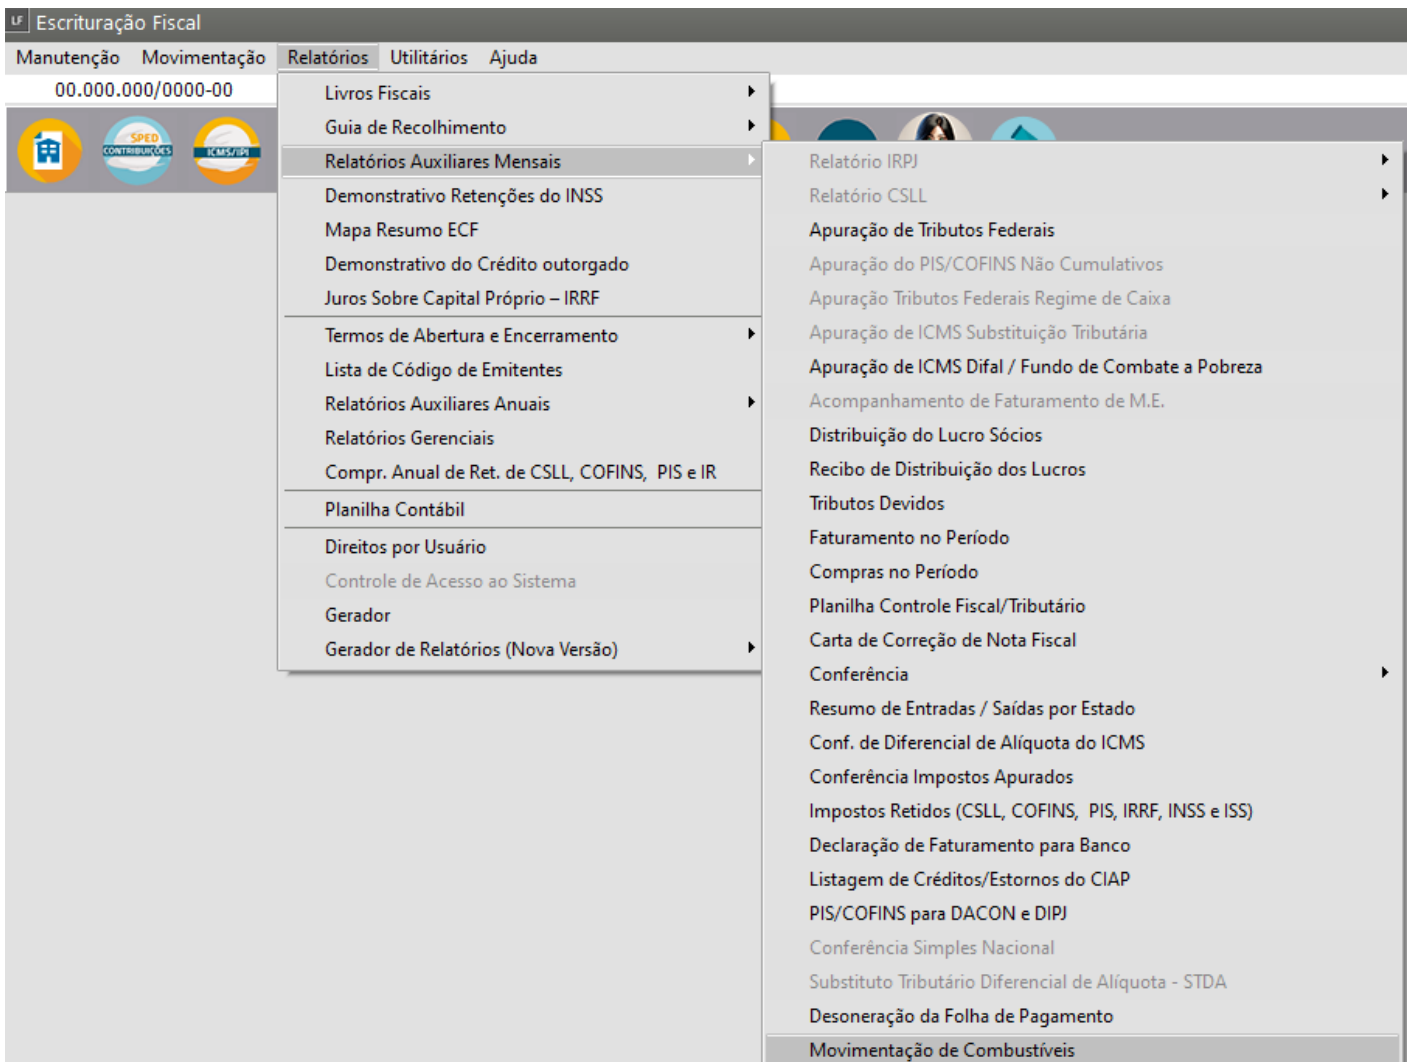 LF Escrituração Fiscal
Manutenção Movimentação Relatórios Utilitários Ajuda
00.000.000/0000-00
SPED
CONTRIBUIÇÕES
ICMS/IPI
Livros Fiscais
Guia de Recolhimento
Relatórios Auxiliares Mensais
Demonstrativo Retenções do INSS
Mapa Resumo ECF
Demonstrativo do Crédito outorgado
Juros Sobre Capital Próprio – IRRF
Termos de Abertura e Encerramento
Lista de Código de Emitentes
Relatórios Auxiliares Anuais
Relatórios Gerenciais
Compr. Anual de Ret. de CSLL, COFINS, PIS e IR
Planilha Contábil
Direitos por Usuário
Controle de Acesso ao Sistema
Gerador
Gerador de Relatórios (Nova Versão)
Relatório IRPJ
Relatório CSLL
Apuração de Tributos Federais
Apuração do PIS/COFINS Não Cumulativos
Apuração Tributos Federais Regime de Caixa
Apuração de ICMS Substituição Tributária
Apuração de ICMS Difal / Fundo de Combate a Pobreza
Acompanhamento de Faturamento de M.E.
Distribuição do Lucro Sócios
Recibo de Distribuição dos Lucros
Tributos Devidos
Faturamento no Período
Compras no Período
Planilha Controle Fiscal/Tributário
Carta de Correção de Nota Fiscal
Conferência
Resumo de Entradas / Saídas por Estado
Conf. de Diferencial de Alíquota do ICMS
Conferência Impostos Apurados
Impostos Retidos (CSLL, COFINS, PIS, IRRF, INSS e ISS)
Declaração de Faturamento para Banco
Listagem de Créditos/Estornos do CIAP
PIS/COFINS para DACON e DIPJ
Conferência Simples Nacional
Substituto Tributário Diferencial de Alíquota - STDA
Desoneração da Folha de Pagamento
Movimentação de Combustíveis